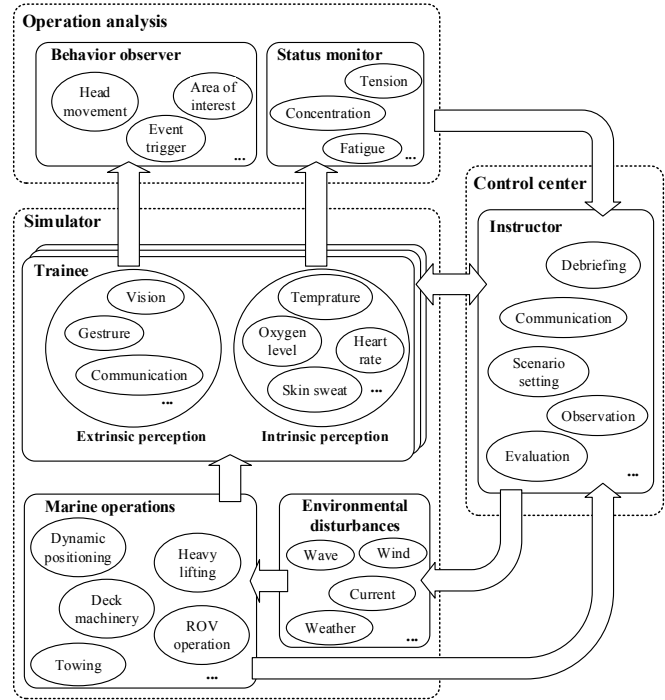 Operation analysis
Behavior observer
Head
movement
Area of
interest
Event
trigger
...
Status monitor
Tension
Concentration
Fatigue
...
Control center
Instructor
Debriefing
Communication
Scenario
setting
Observation
Evaluation
...
Simulator
Trainee
Vision
Gestrure
Communication
...
Extrinsic perception
Temprature
Oxygen
level
Heart
rate
Skin sweat
...
Intrinsic perception
Marine operations
Dynamic
positioning
Heavy
lifting
Deck
machinery
ROV
operation
Towing
...
Environmental
disturbances
Wave
Wind
Current
Weather
...